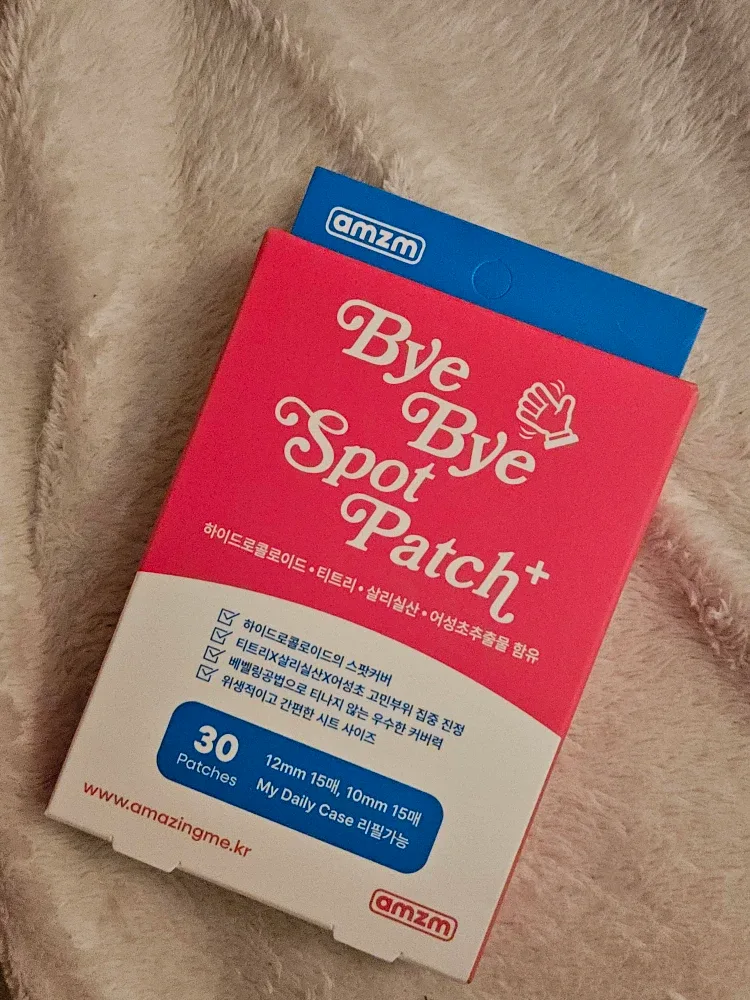 amzm
Bye
Bye
Spot
Patch+
하이드로콜로이드 • 티트리 • 살리실산 • 어성초추출물 함유
하이드로콜로이드의 스팟커버
티트리X살리실산X어성초 고민부위 집중 진정
베벨링공법으로 티나지 않는 우수한 커버력
위생적이고 간편한 시트 사이즈
30
Patches
12mm 15매, 10mm 15매
My Daily Case 리필가능
www.amazingme.kr
amzm